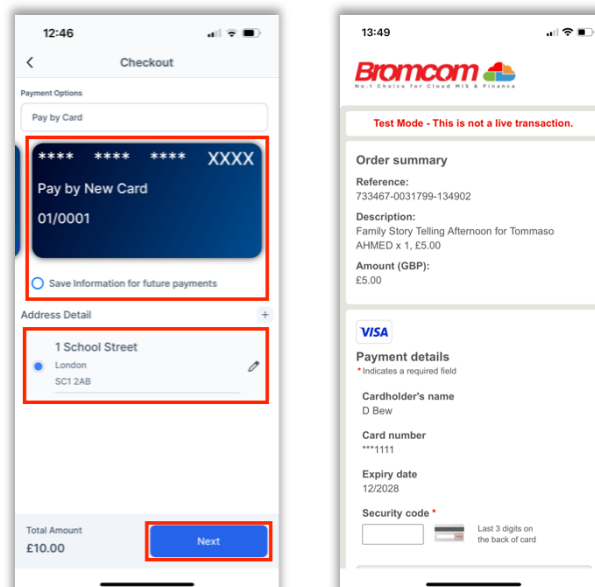 12:46
Checkout
Payment Options
Pay by Card
**** **** **** XXXX
Pay by New Card
01/0001
Save Information for future payments
Address Detail +
1 School Street
London
SC1 2AB
Total Amount
£10.00
Next
13:49
Bromcom
No.1 Choice for Cloud MIS & Finance
Test Mode - This is not a live transaction.
Order summary
Reference:
733467-0031799-134902
Description:
Family Story Telling Afternoon for Tommaso
AHMED x 1, £5.00
Amount (GBP):
£5.00
VISA
Payment details
* Indicates a required field
Cardholder's name
D Bew
Card number
***1111
Expiry date
12/2028
Security code *
Last 3 digits on
the back of card